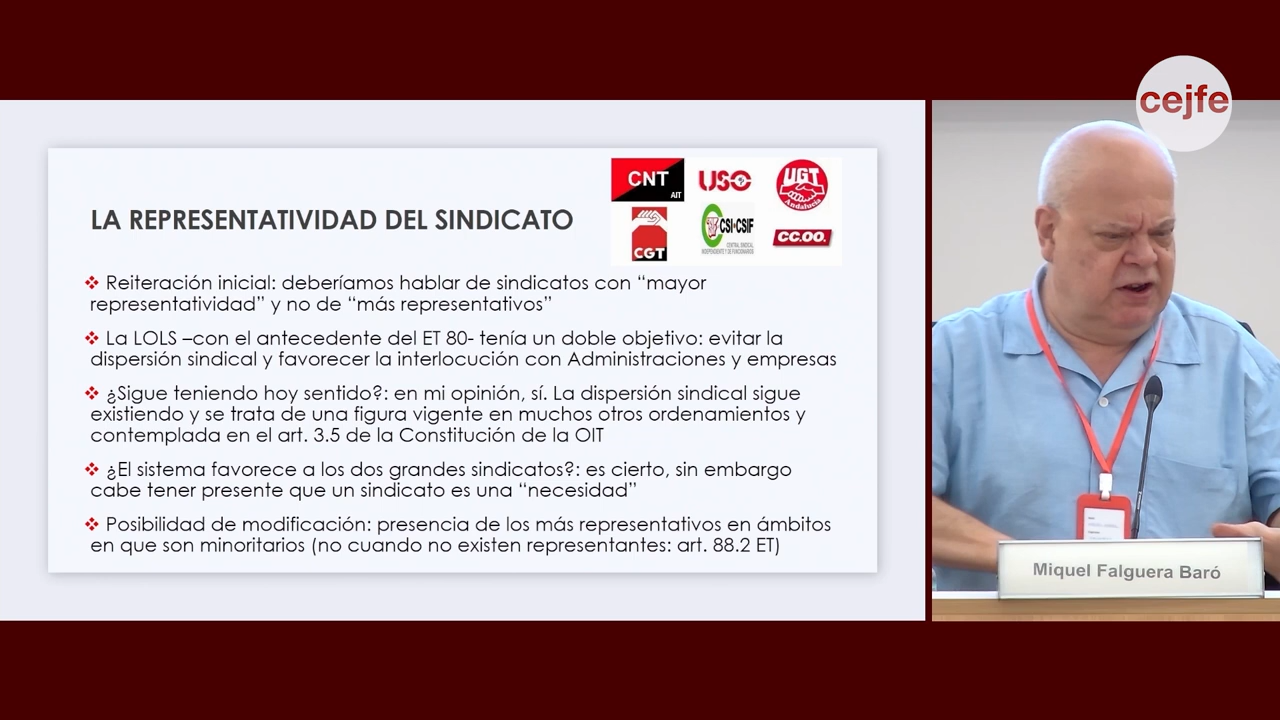 cejfe
CNT
AIT
USO
UGT
Andalucía
CGT
CSI·CSIF
CENTRAL SINDICAL
INDEPENDIENTE Y DE FUNCIONARIOS
CC.OO.
LA REPRESENTATIVIDAD DEL SINDICATO
❖ Reiteración inicial: deberíamos hablar de sindicatos con “mayor
representatividad” y no de “más representativos”
❖ La LOLS –con el antecedente del ET 80- tenía un doble objetivo: evitar la
dispersión sindical y favorecer la interlocución con Administraciones y empresas
❖ ¿Sigue teniendo hoy sentido?: en mi opinión, sí. La dispersión sindical sigue
existiendo y se trata de una figura vigente en muchos otros ordenamientos y
contemplada en el art. 3.5 de la Constitución de la OIT
❖ ¿El sistema favorece a los dos grandes sindicatos?: es cierto, sin embargo
cabe tener presente que un sindicato es una “necesidad”
❖ Posibilidad de modificación: presencia de los más representativos en ámbitos
en que son minoritarios (no cuando no existen representantes: art. 88.2 ET)
Miquel Falguera Baró